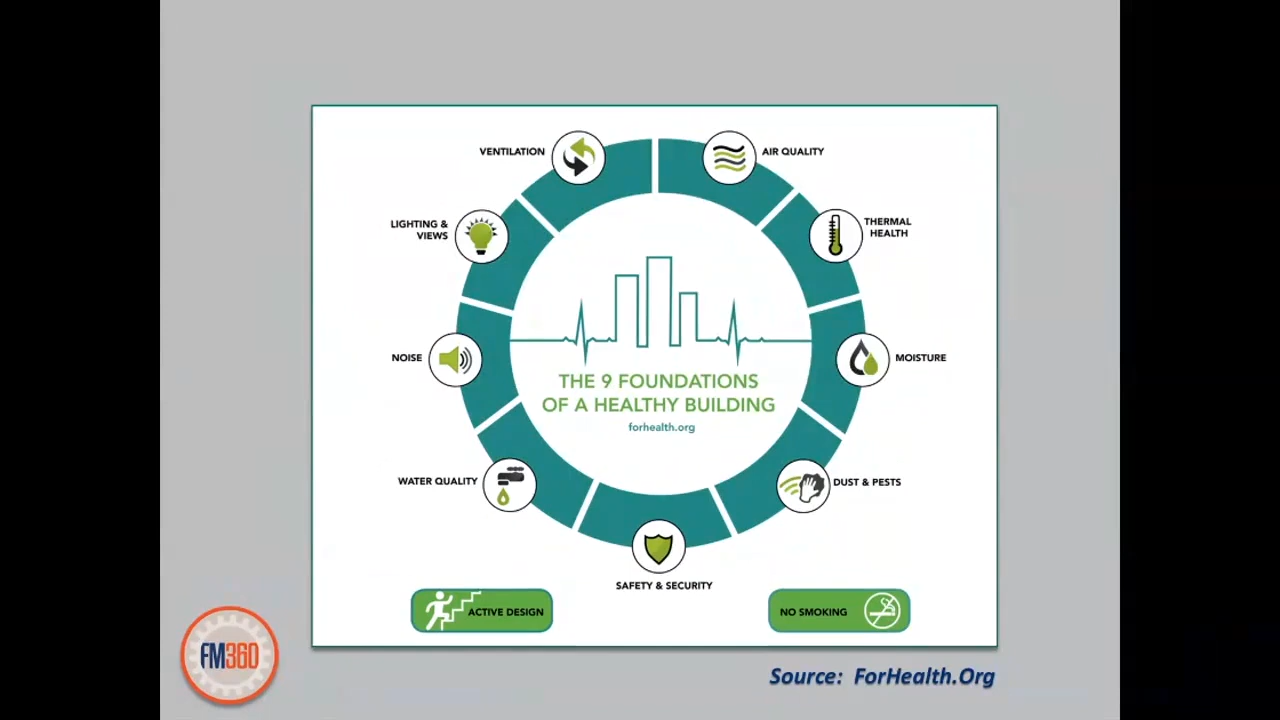 VENTILATION
AIR QUALITY
LIGHTING &
VIEWS
THERMAL
HEALTH
NOISE
MOISTURE
THE 9 FOUNDATIONS
OF A HEALTHY BUILDING
forhealth.org
WATER QUALITY
DUST & PESTS
SAFETY & SECURITY
ACTIVE DESIGN
NO SMOKING
FM360
Source: ForHealth.Org